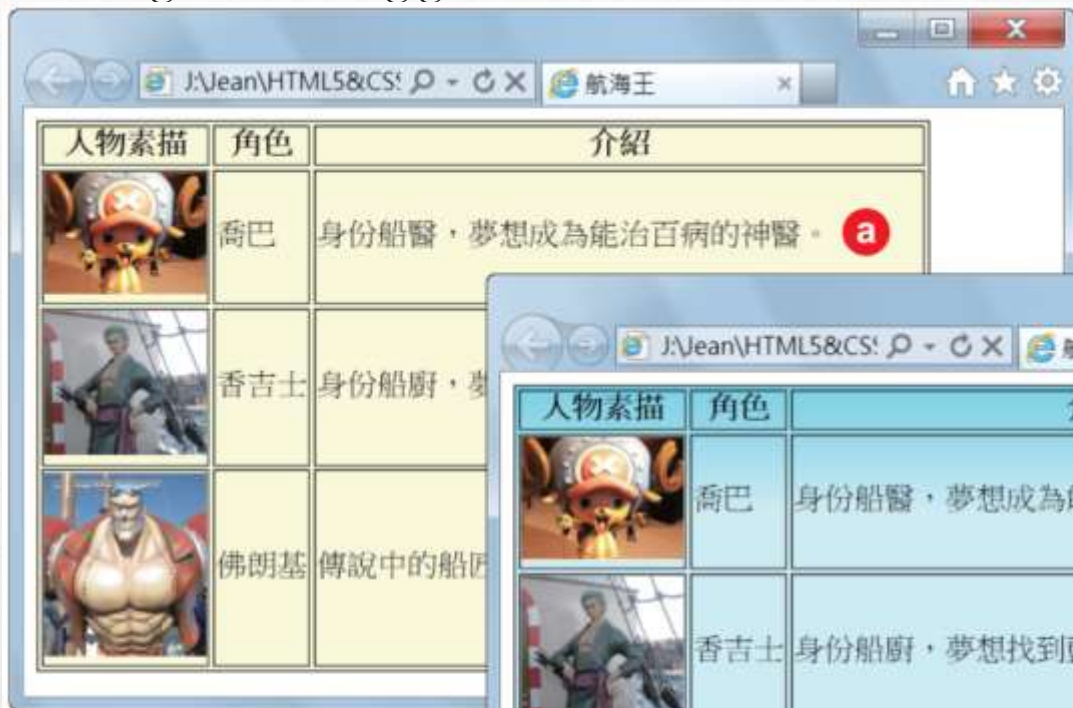 J:\Jean\HTML5&CSS
航海王
人物素描 角色 介紹
喬巴 身份船醫，夢想成為能治百病的神醫。 a
香吉士 身份船廚，夢
佛朗基 傳說中的船匠
J:\Jean\HTML5&CSS
人物素描 角色
喬巴 身份船醫，夢想成為
香吉士 身份船廚，夢想找到